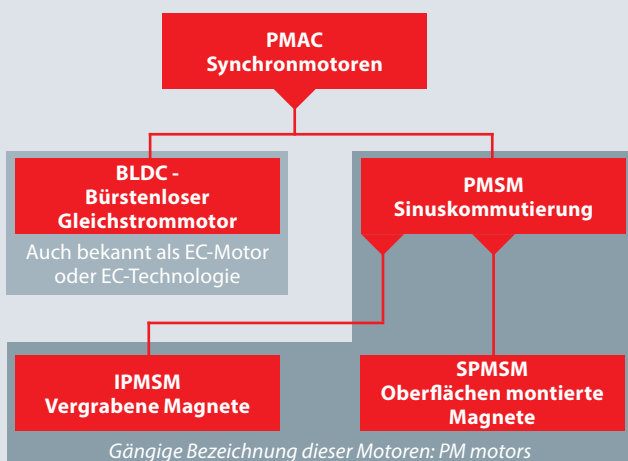 PMAC
Synchronmotoren
BLDC -
Bürstenloser
Gleichstrommotor
Auch bekannt als EC-Motor
oder EC-Technologie
PMSM
Sinuskommutierung
IPMSM
Vergrabene Magnete
SPMSM
Oberflächen montierte
Magnete
Gängige Bezeichnung dieser Motoren: PM motors